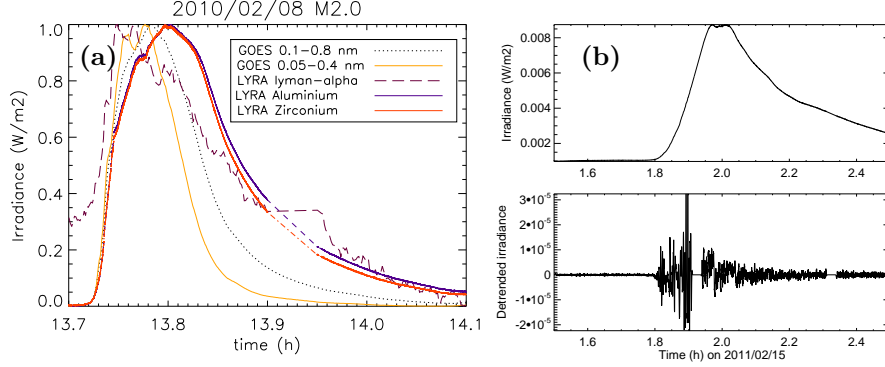 2010/02/08 M2.0
(a)
GOES 0.1−0.8 nm
GOES 0.05−0.4 nm
LYRA lyman−alpha
LYRA Aluminium
LYRA Zirconium
Irradiance (W/m2)
1.0
0.8
0.6
0.4
0.2
0.0
13.7 13.8 13.9 14.0 14.1
time (h)
(b)
Irradiance (W/m2)
0.008
0.006
0.004
0.002
1.6 1.8 2.0 2.2 2.4
Detrended irradiance
3•10⁻⁵
2•10⁻⁵
1•10⁻⁵
0
-1•10⁻⁵
-2•10⁻⁵
1.6 1.8 2.0 2.2 2.4
Time (h) on 2011/02/15